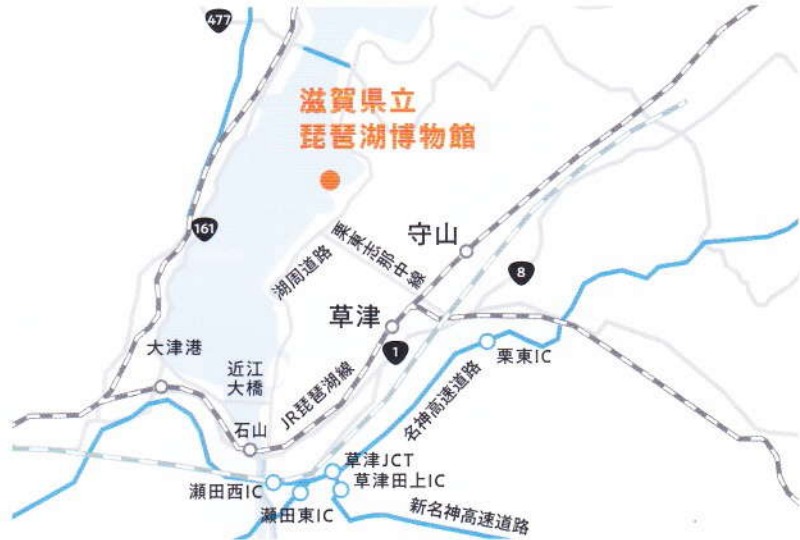 477
滋賀県立
琵琶湖博物館
161
守山
栗東志那中線
湖周道路
8
草津
大津港
1
栗東IC
近江
大橋
JR琵琶湖線
名神高速道路
石山
草津JCT
瀬田西IC
草津田上IC
瀬田東IC
新名神高速道路